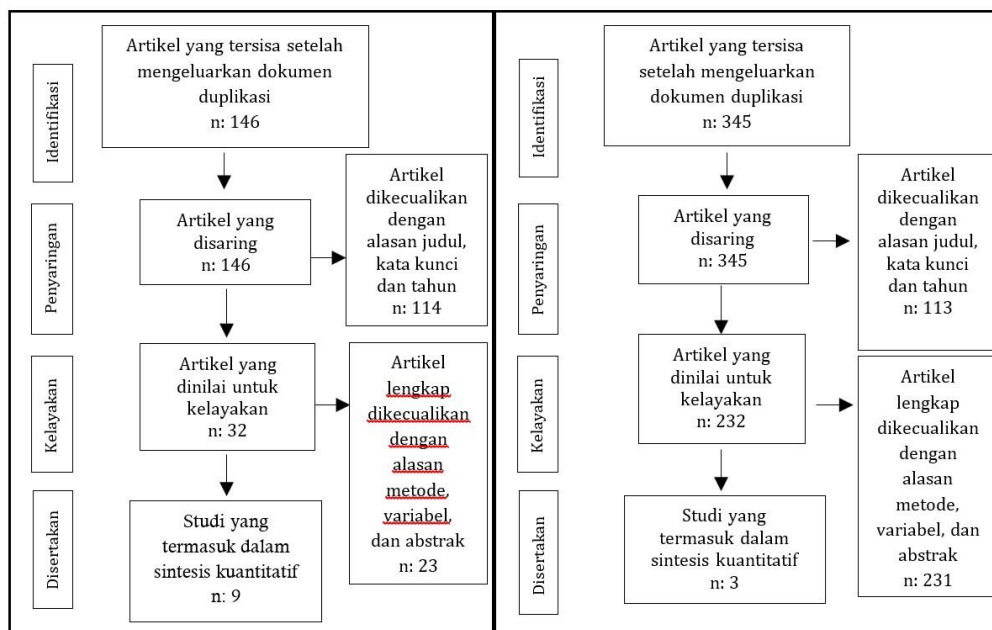 Identifikasi
Artikel yang tersisa setelah
mengeluarkan dokumen
duplikasi
n: 146
Penyaringan
Artikel yang
disaring
n: 146
Artikel
dikecualikan
dengan
alasan judul,
kata kunci
dan tahun
n: 114
Kelayakan
Artikel yang
dinilai untuk
kelayakan
n: 32
Artikel
lengkap
dikecualikan
dengan
alasan
metode,
variabel,
dan abstrak
n: 23
Disertakan
Studi yang
termasuk dalam
sintesis kuantitatif
n: 9
Identifikasi
Artikel yang tersisa
setelah mengeluarkan
dokumen duplikasi
n: 345
Penyaringan
Artikel yang
disaring
n: 345
Artikel
dikecualikan
dengan
alasan judul,
kata kunci
dan tahun
n: 113
Kelayakan
Artikel yang
dinilai untuk
kelayakan
n: 232
Artikel
lengkap
dikecualikan
dengan
alasan
metode,
variabel, dan
abstrak
n: 231
Disertakan
Studi yang
termasuk dalam
sintesis kuantitatif
n: 3